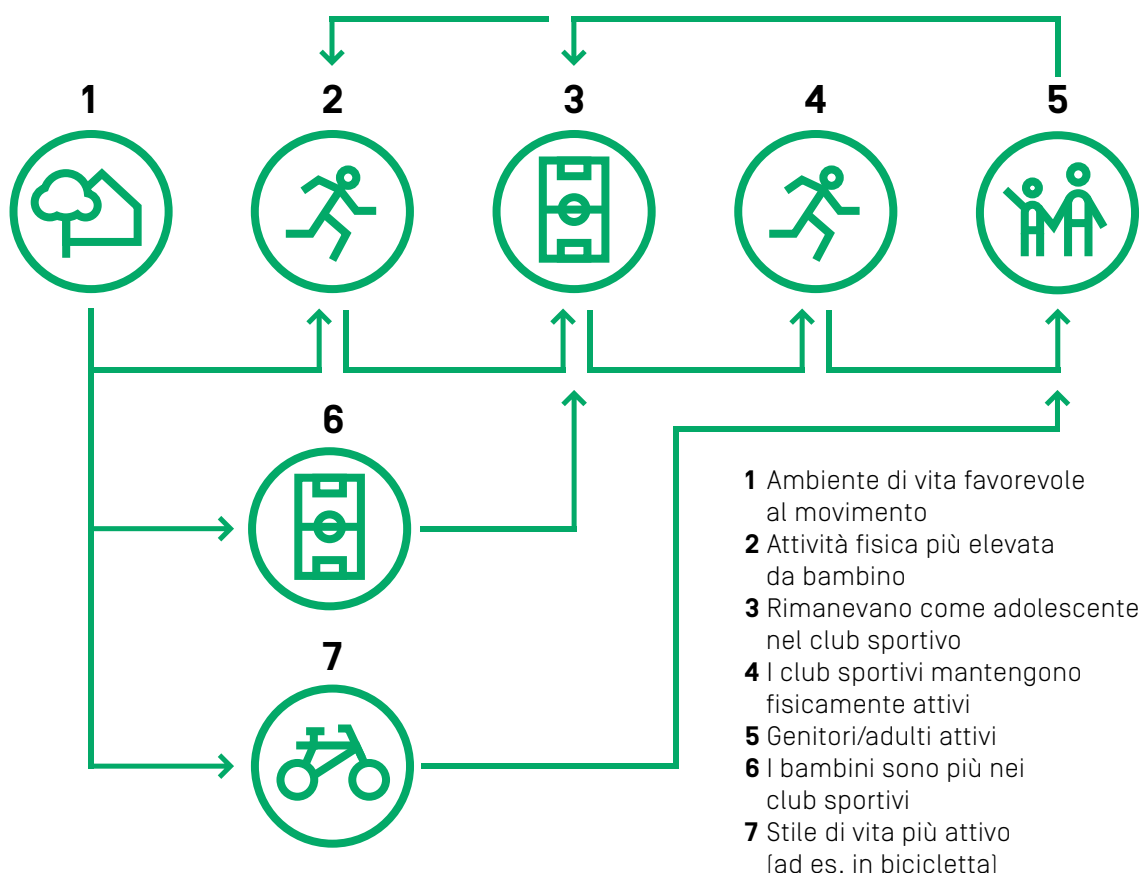 1
2
3
4
5
6
7
1 Ambiente di vita favorevole
al movimento
2 Attività fisica più elevata
da bambino
3 Rimanevano come adolescente
nel club sportivo
4 I club sportivi mantengono
fisicamente attivi
5 Genitori/adulti attivi
6 I bambini sono più nei
club sportivi
7 Stile di vita più attivo
(ad es. in bicicletta)